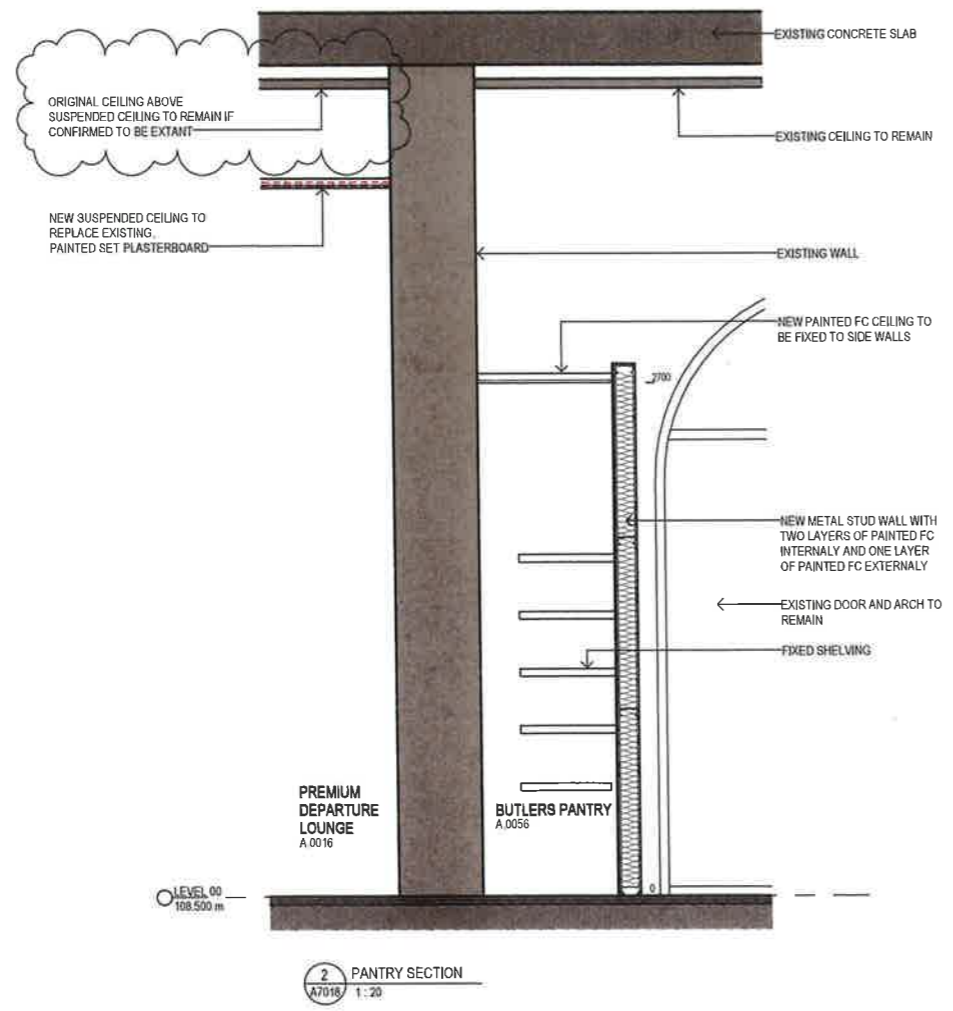 EXISTING CONCRETE SLAB
ORIGINAL CEILING ABOVE
SUSPENDED CEILING TO REMAIN IF
CONFIRMED TO BE EXTANT
EXISTING CEILING TO REMAIN
NEW SUSPENDED CEILING TO
REPLACE EXISTING,
PAINTED SET PLASTERBOARD
EXISTING WALL
NEW PAINTED FC CEILING TO
BE FIXED TO SIDE WALLS
2700
NEW METAL STUD WALL WITH
TWO LAYERS OF PAINTED FC
INTERNALY AND ONE LAYER
OF PAINTED FC EXTERNALY
EXISTING DOOR AND ARCH TO
REMAIN
FIXED SHELVING
PREMIUM
DEPARTURE
LOUNGE
A.0016
BUTLERS PANTRY
A.0056
0
LEVEL 00
108.500 m
2
A7018
PANTRY SECTION
1 : 20